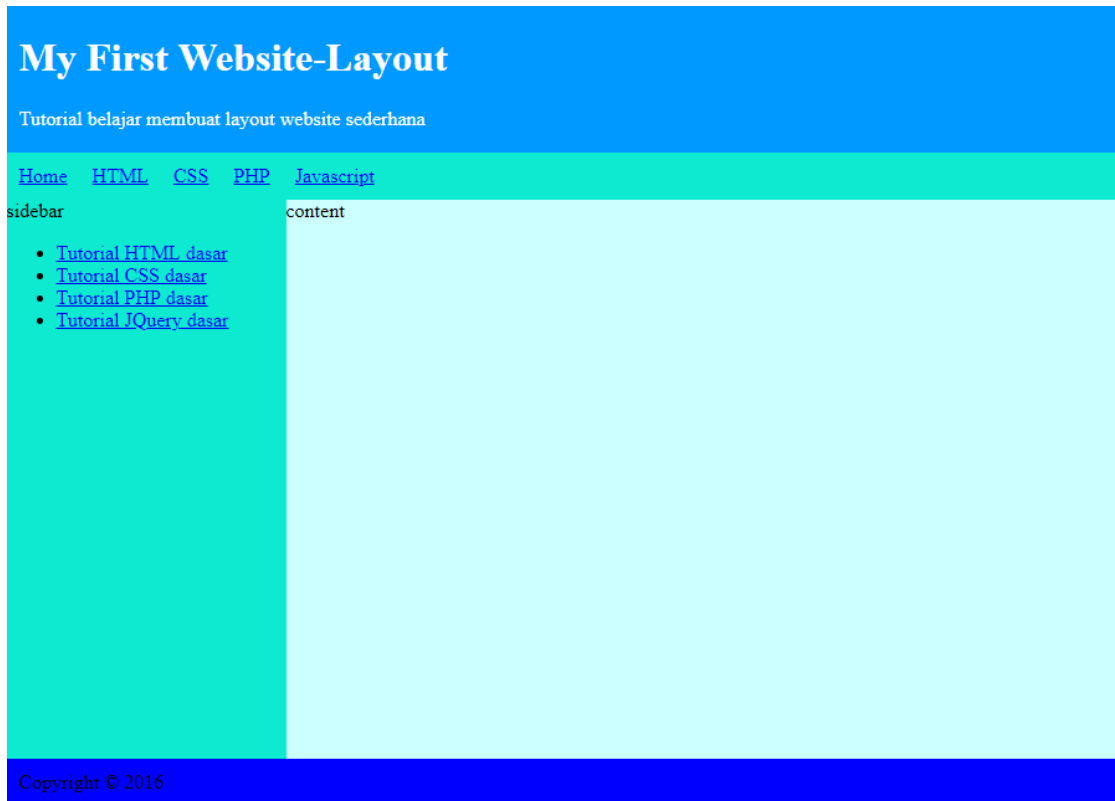 My First Website-Layout
Tutorial belajar membuat layout website sederhana
Home HTML CSS PHP Javascript
sidebar
Tutorial HTML dasar
Tutorial CSS dasar
Tutorial PHP dasar
Tutorial JQuery dasar
content
Copyright © 2016